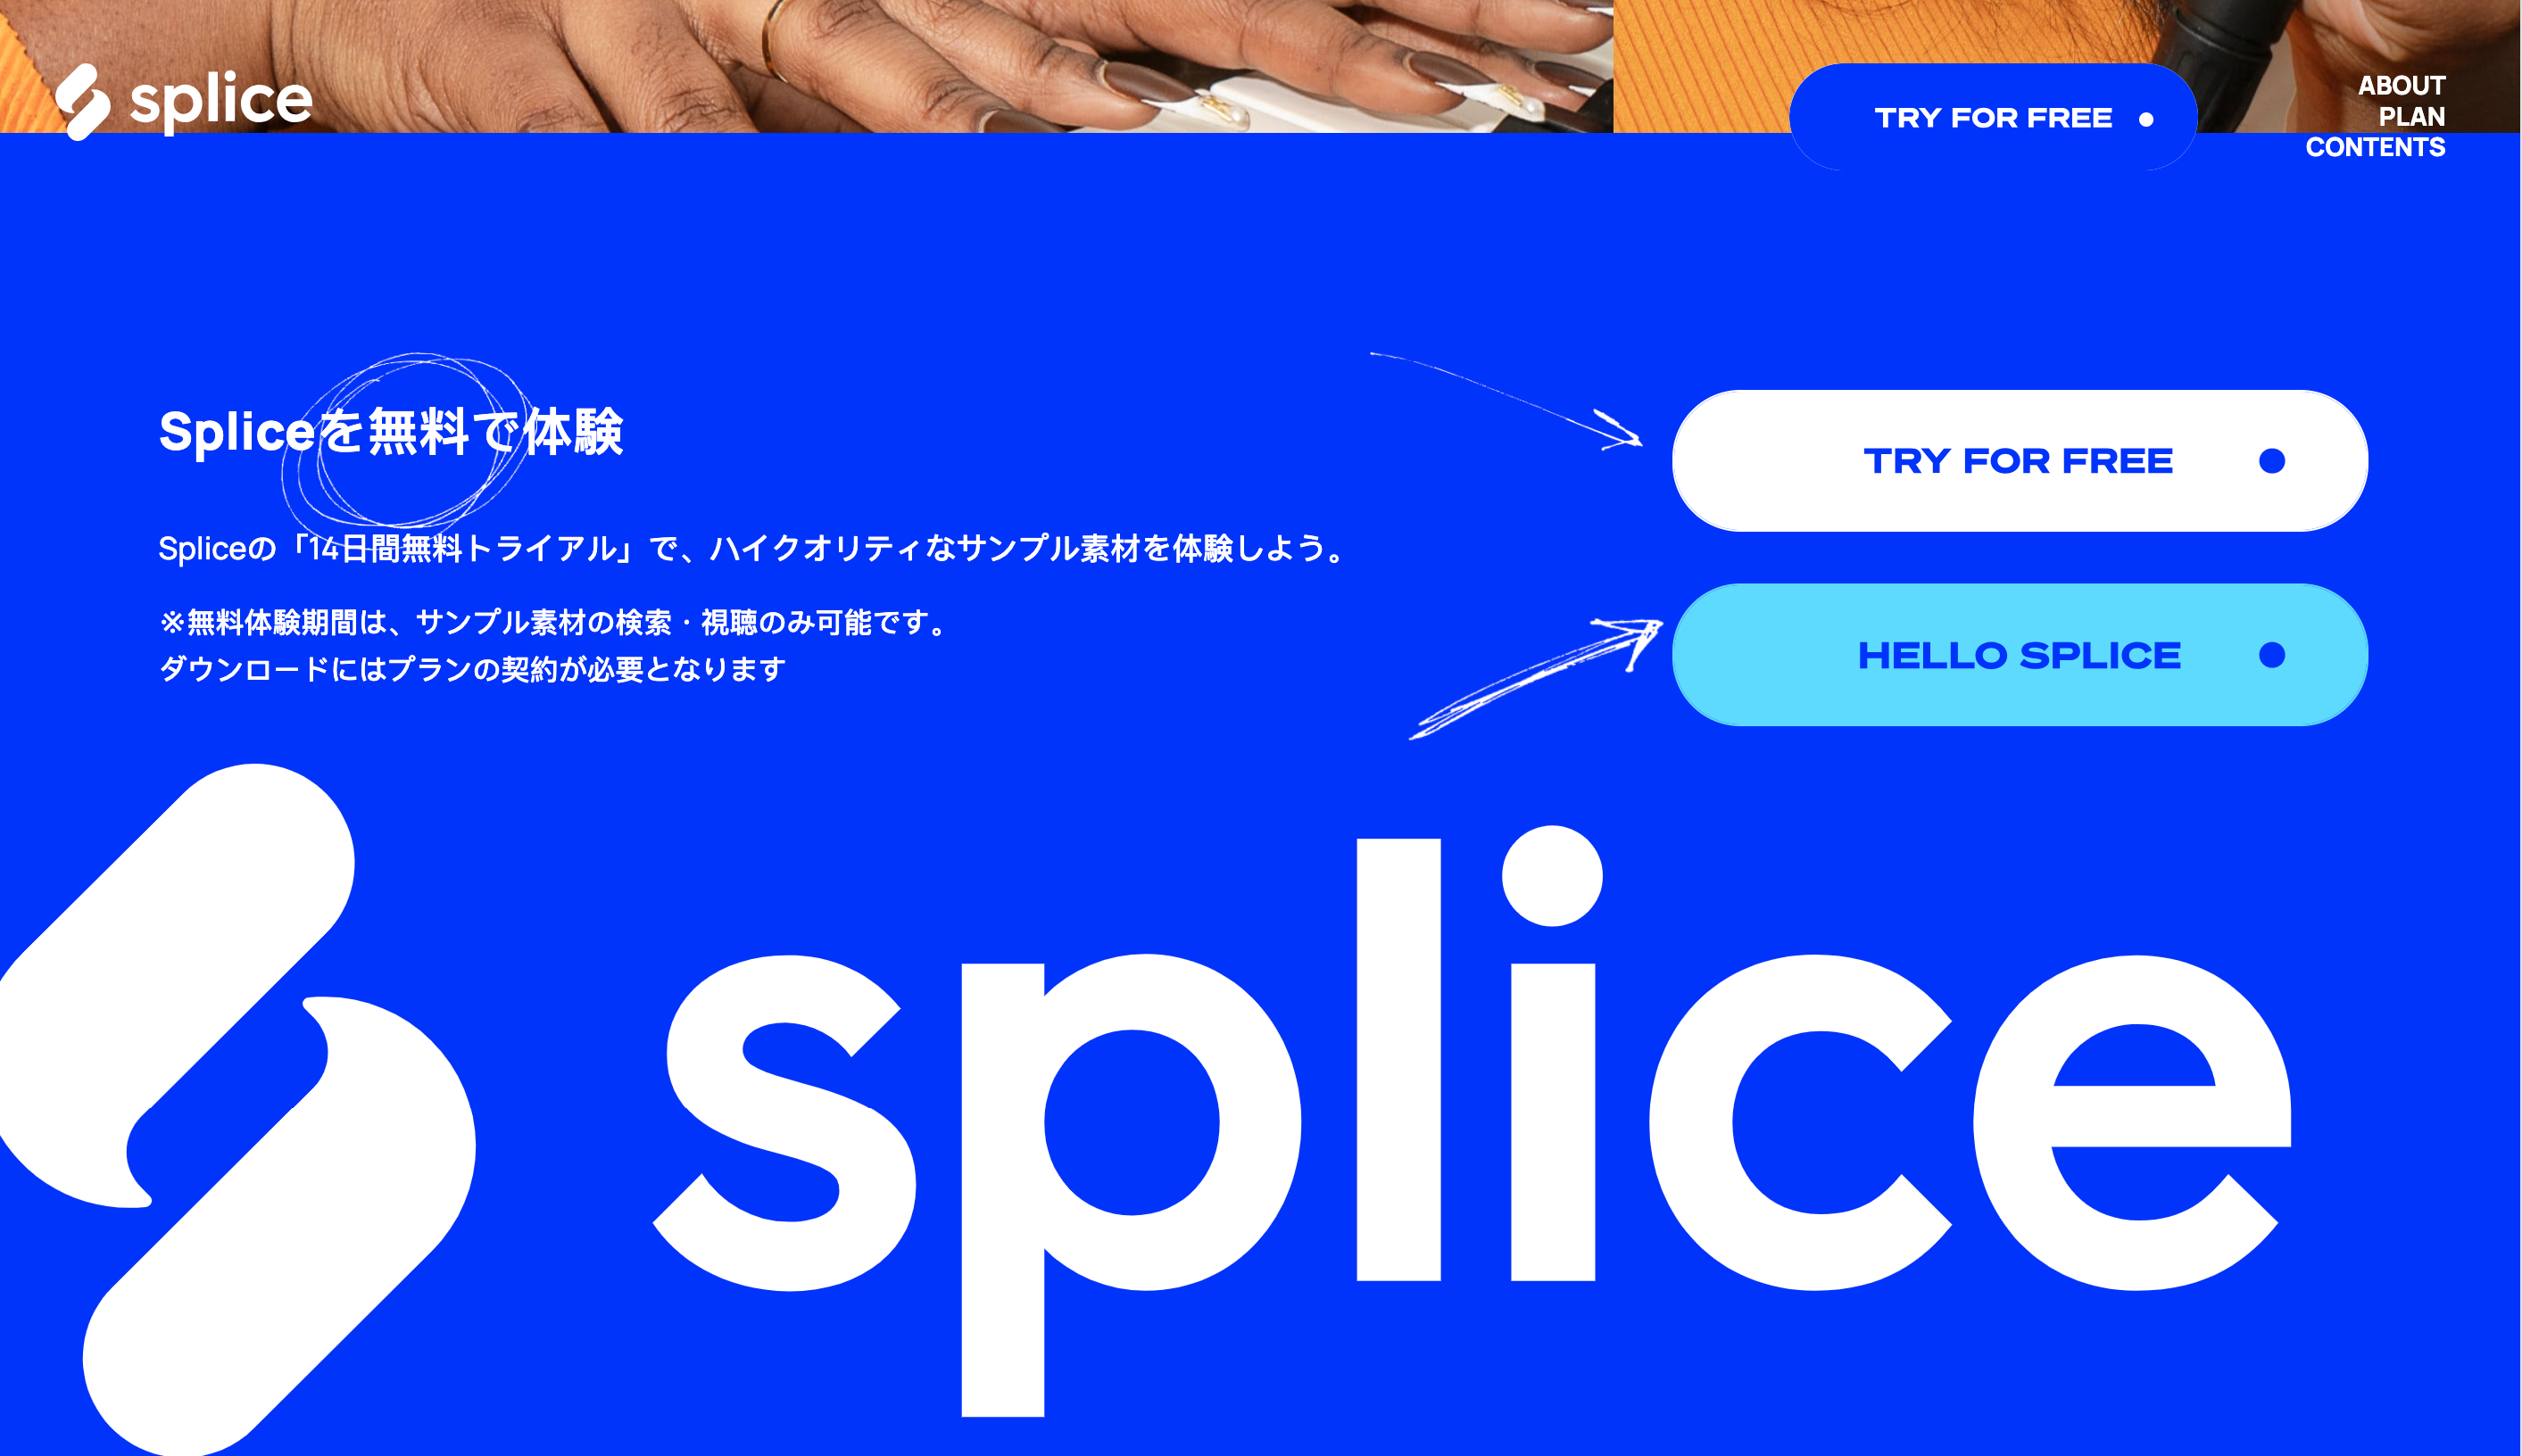 splice
TRY FOR FREE
ABOUT
PLAN
CONTENTS
Spliceを無料で体験
Spliceの「14日間無料トライアル」で、ハイクオリティなサンプル素材を体験しよう。
※無料体験期間は、サンプル素材の検索・視聴のみ可能です。
ダウンロードにはプランの契約が必要となります
TRY FOR FREE
HELLO SPLICE
splice